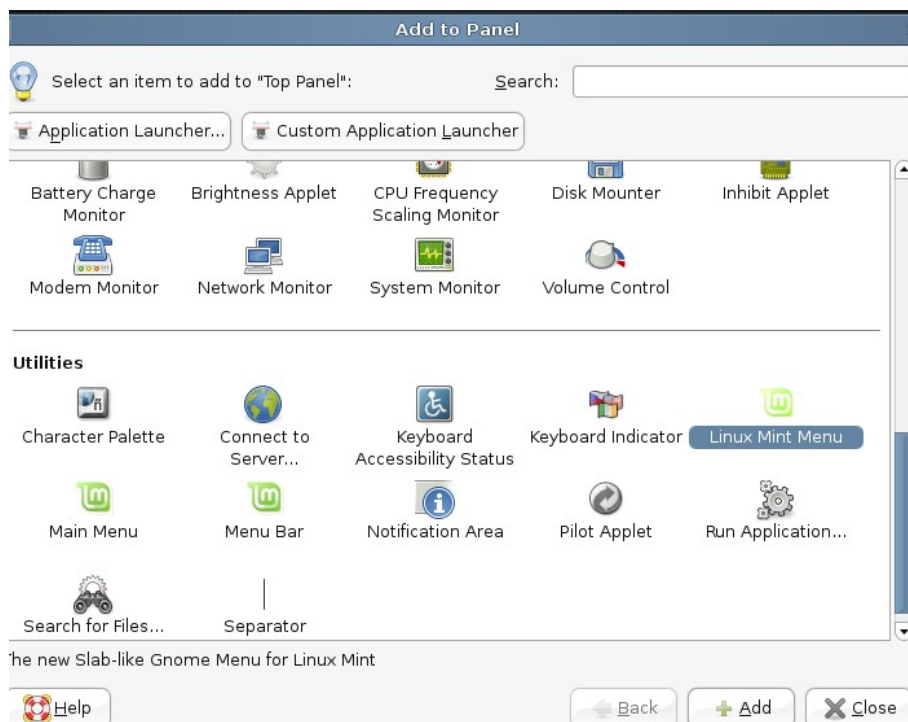 Add to Panel
Select an item to add to "Top Panel":
Search:
Application Launcher...
Custom Application Launcher
Battery Charge Monitor
Brightness Applet
CPU Frequency Scaling Monitor
Disk Mounter
Inhibit Applet
Modem Monitor
Network Monitor
System Monitor
Volume Control
Utilities
Character Palette
Connect to Server...
Keyboard Accessibility Status
Keyboard Indicator
Linux Mint Menu
Main Menu
Menu Bar
Notification Area
Pilot Applet
Run Application...
Search for Files...
Separator
The new Slab-like Gnome Menu for Linux Mint
Help
Back
Add
Close